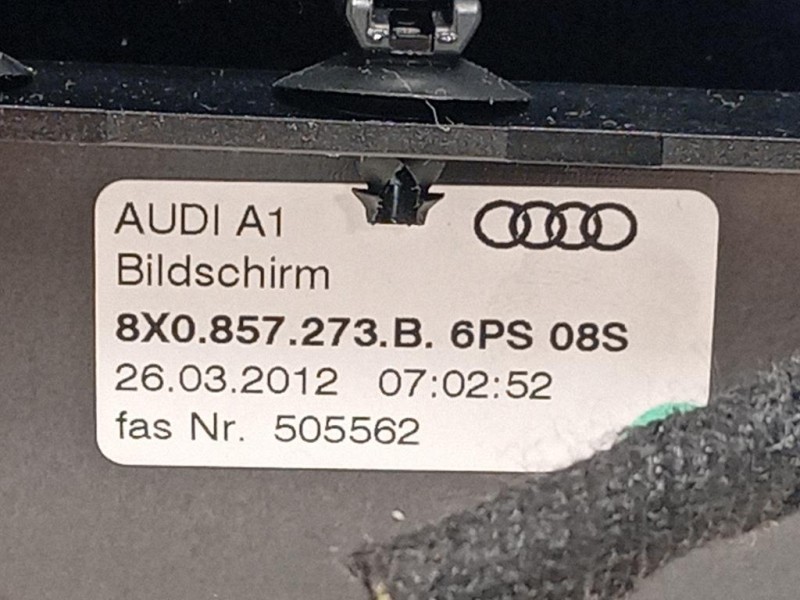 AUDI A1
Bildschirm
8X0.857.273.B. 6PS 08S
26.03.2012 07:02:52
fas Nr. 505562